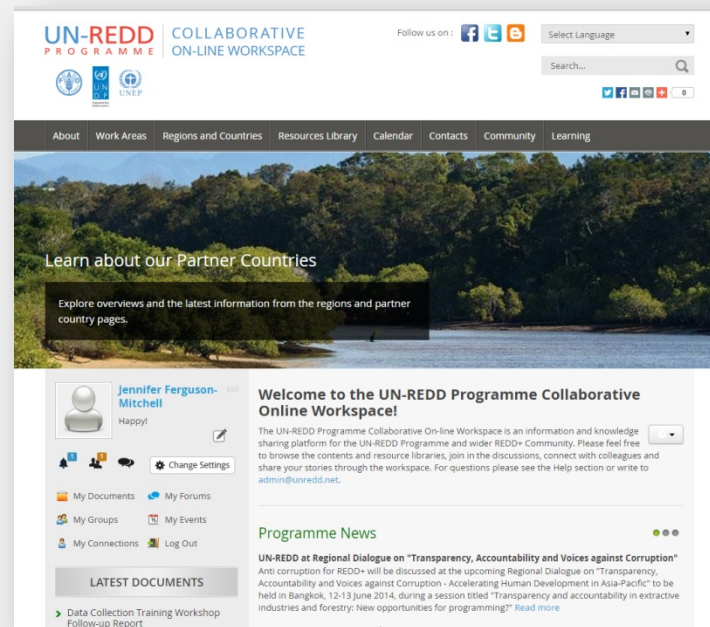 UN-REDD
PROGRAMME
COLLABORATIVE
ON-LINE WORKSPACE
Follow us on :
Select Language
Search...
UNEP
0
About Work Areas Regions and Countries Resources Library Calendar Contacts Community Learning
Learn about our Partner Countries
Explore overviews and the latest information from the regions and partner
country pages.
Jennifer Ferguson-
Mitchell
Happy!
1 1
Change Settings
My Documents My Forums
My Groups My Events
My Connections Log Out
LATEST DOCUMENTS
Data Collection Training Workshop
Follow-up Report
Welcome to the UN-REDD Programme Collaborative
Online Workspace!
The UN-REDD Programme Collaborative On-line Workspace is an information and knowledge
sharing platform for the UN-REDD Programme and wider REDD+ Community. Please feel free
to browse the contents and resource libraries, join in the discussions, connect with colleagues and
share your stories through the workspace. For questions please see the Help section or write to
admin@unredd.net.
Programme News
UN-REDD at Regional Dialogue on "Transparency, Accountability and Voices against Corruption"
Anti corruption for REDD+ will be discussed at the upcoming Regional Dialogue on "Transparency,
Accountability and Voices against Corruption - Accelerating Human Development in Asia-Pacific" to be
held in Bangkok, 12-13 June 2014, during a session titled "Transparency and accountability in extractive
industries and forestry: New opportunities for programming?" Read more